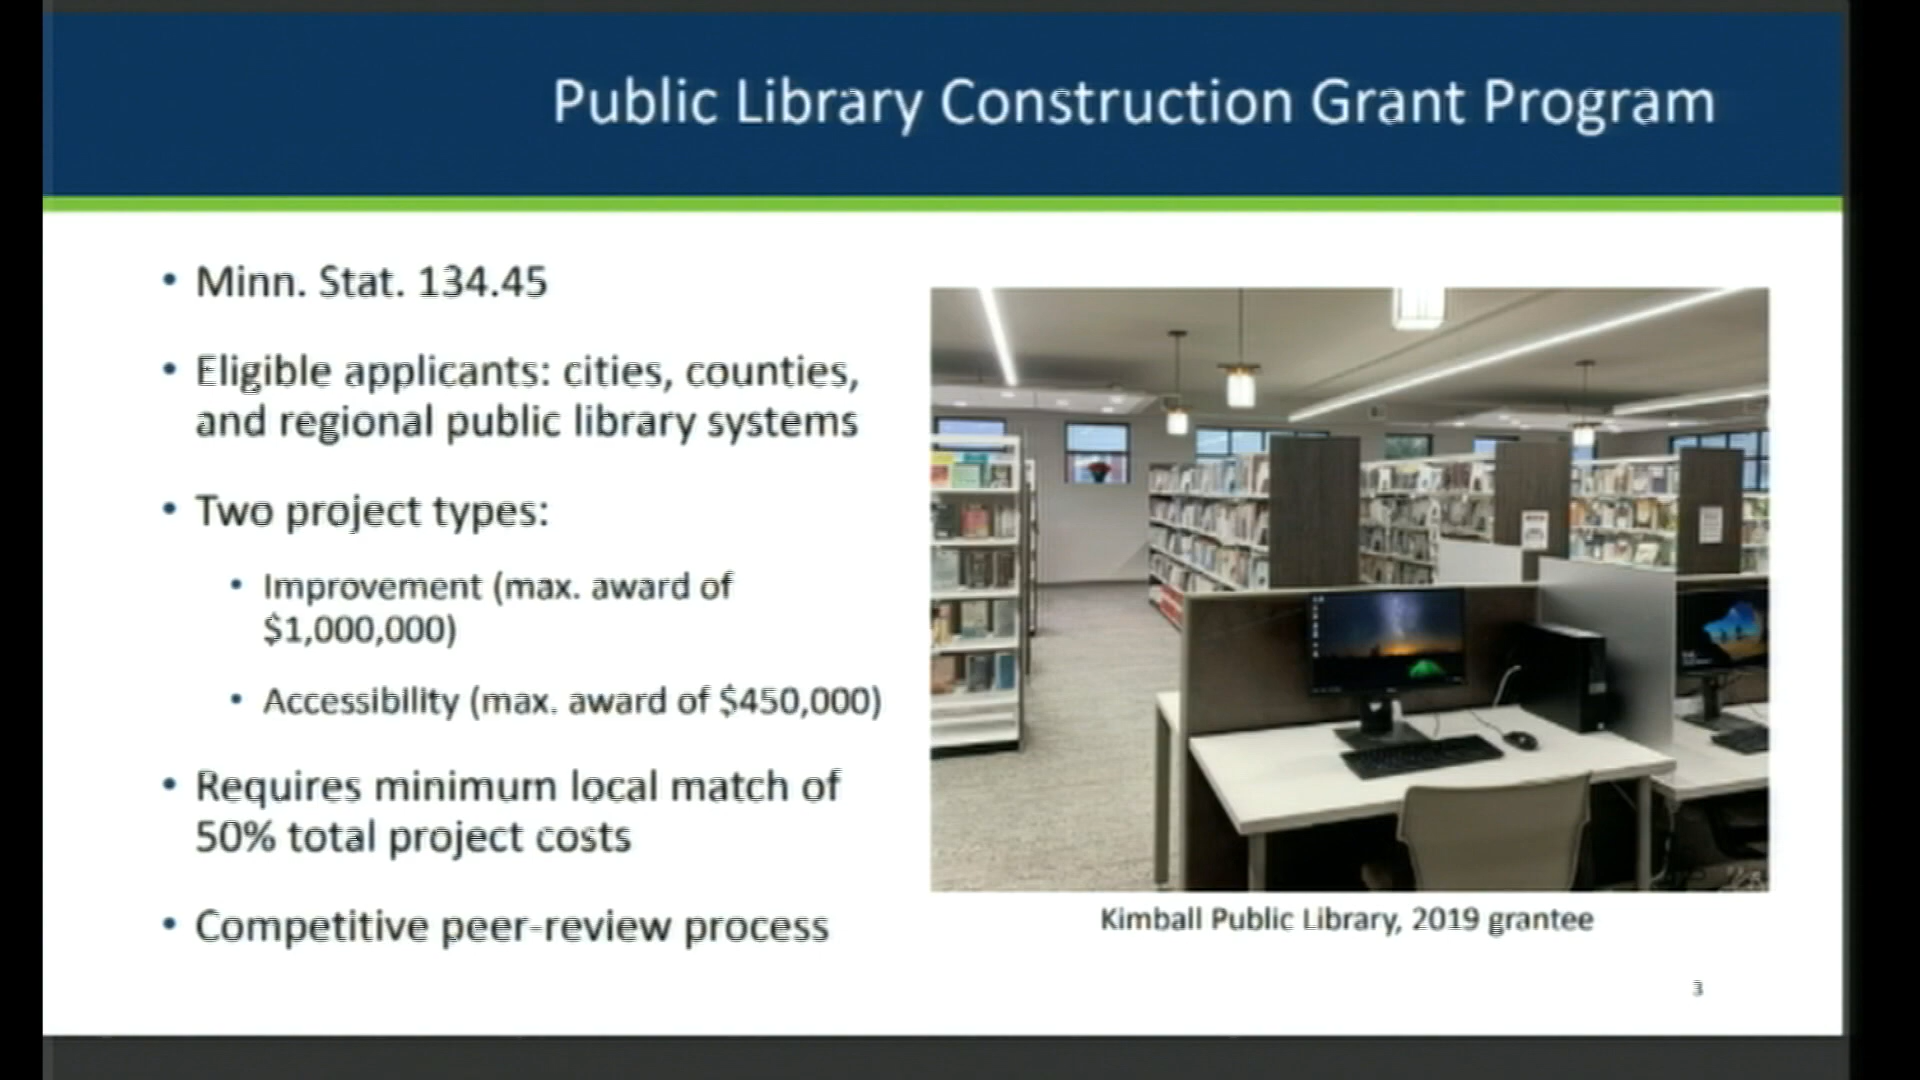 Public Library Construction Grant Program
• Minn. Stat. 134.45
• Eligible applicants: cities, counties,
and regional public library systems
• Two project types:
• Improvement (max. award of
$1,000,000)
• Accessibility (max. award of $450,000)
• Requires minimum local match of
50% total project costs
• Competitive peer-review process
Kimball Public Library, 2019 grantee
3